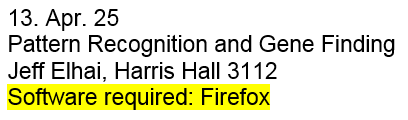 13. Apr. 25
Pattern Recognition and Gene Finding
Jeff Elhai, Harris Hall 3112
Software required: Firefox